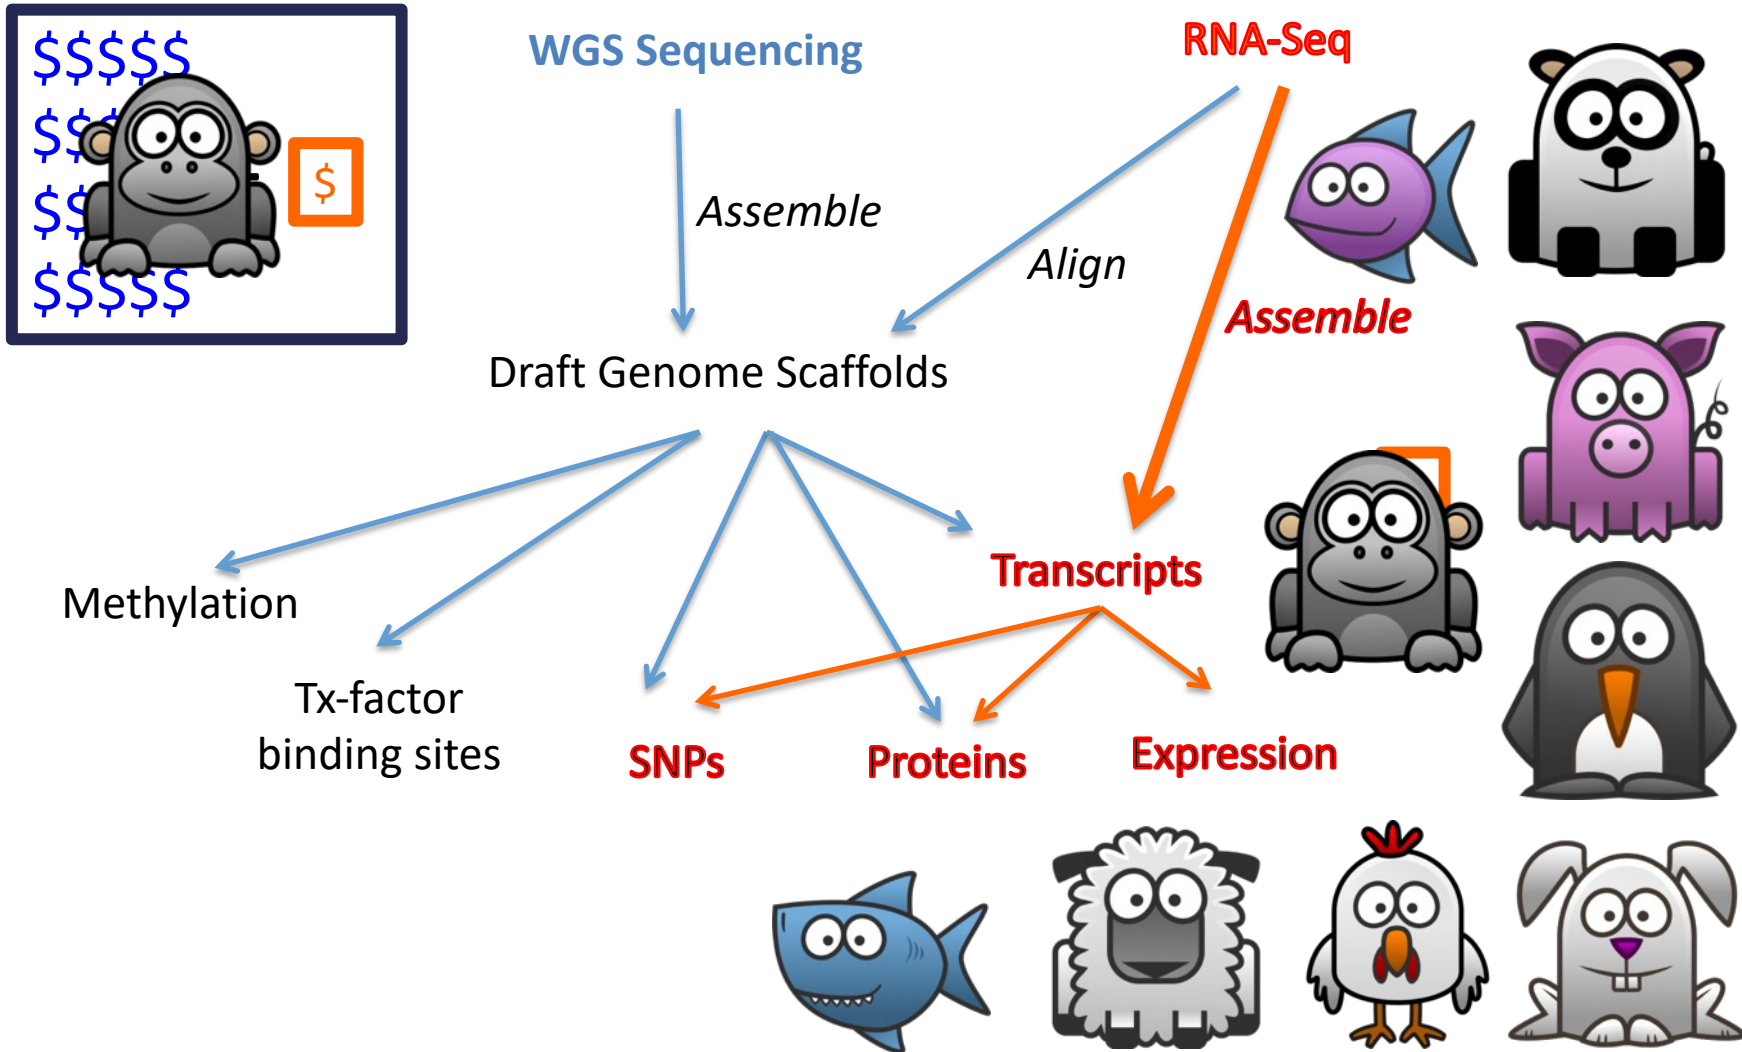 $$$$$
WGS Sequencing
RNA-Seq
$$
$
$$
$$$$$
Assemble
Align
Assemble
Draft Genome Scaffolds
Transcripts
Methylation
Tx-factor
binding sites
SNPs
Proteins
Expression